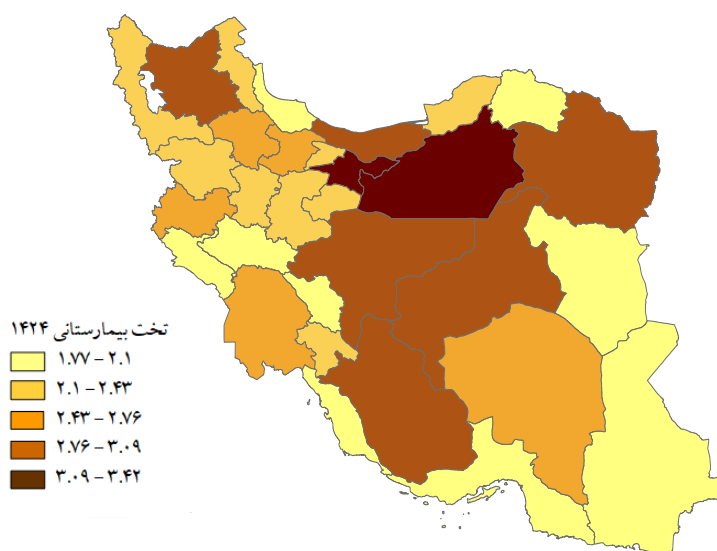 تخت بیمارستانی ۱۴۲۴
۱.۷۷ – ۲.۱
۲.۱ – ۲.۴۳
۲.۴۳ – ۲.۷۶
۲.۷۶ – ۳.۰۹
۳.۰۹ – ۳.۴۲